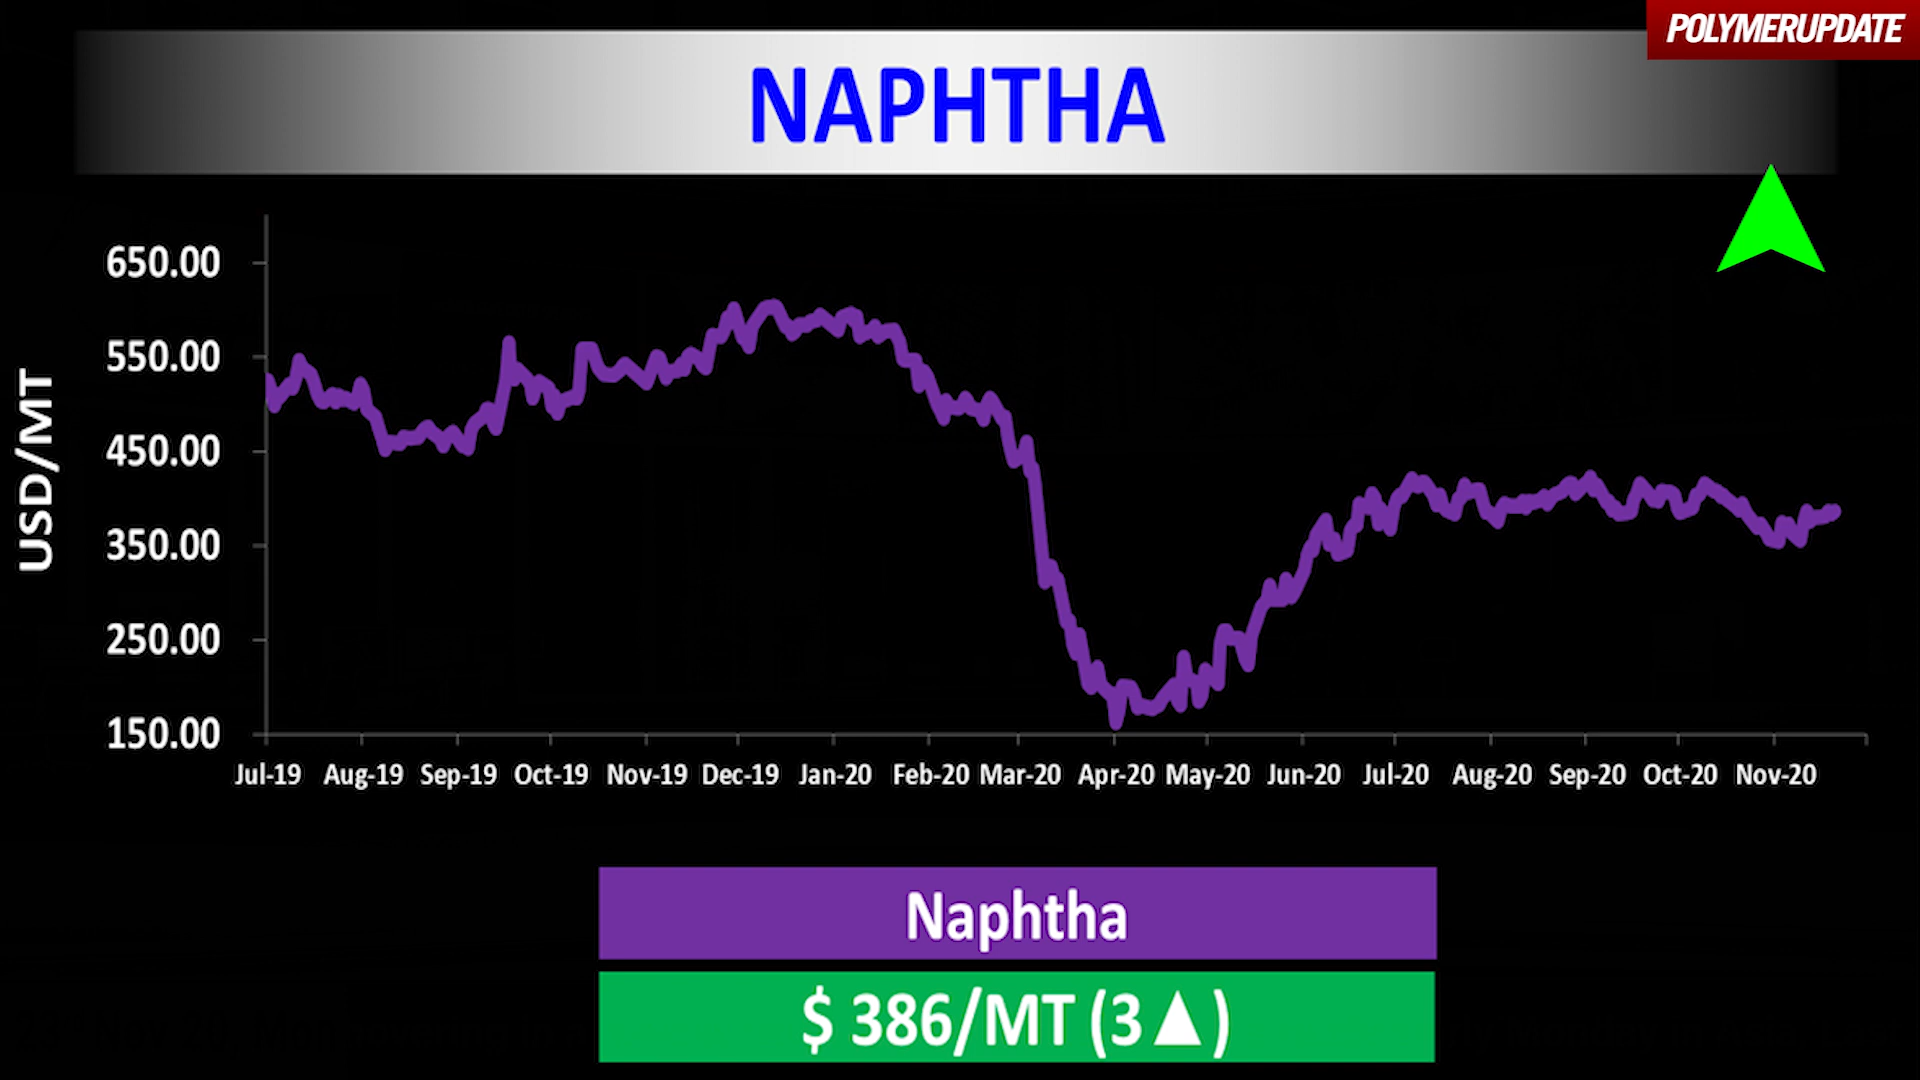 POLYMERUPDATE
NAPHTHA
USD/MT
650.00
550.00
450.00
350.00
250.00
150.00
Jul-19 Aug-19 Sep-19 Oct-19 Nov-19 Dec-19 Jan-20 Feb-20 Mar-20 Apr-20 May-20 Jun-20 Jul-20 Aug-20 Sep-20 Oct-20 Nov-20
Naphtha
$ 386/MT (3▲)